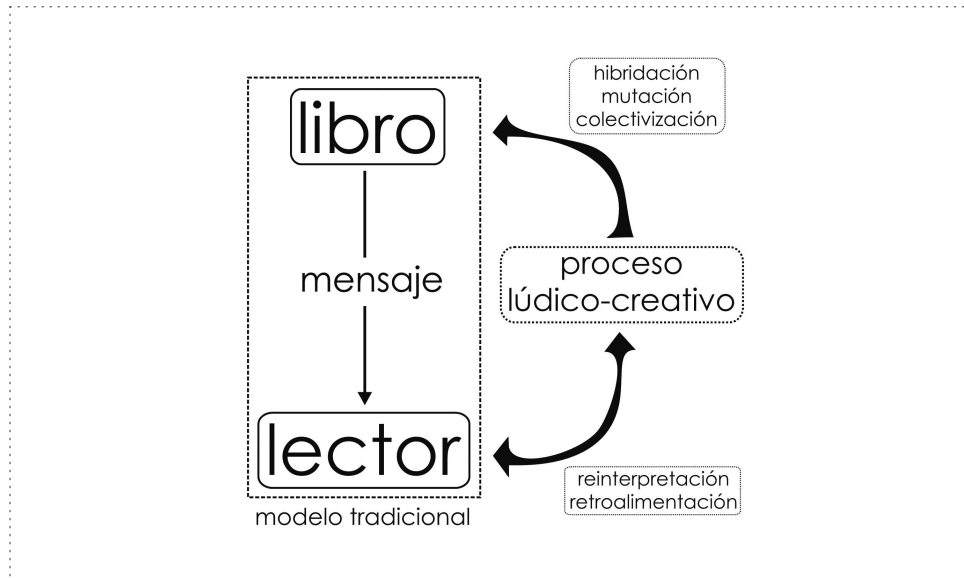 libro
mensaje
lector
modelo tradicional
hibridación
mutación
colectivización
proceso
lúdico-creativo
reinterpretación
retroalimentación